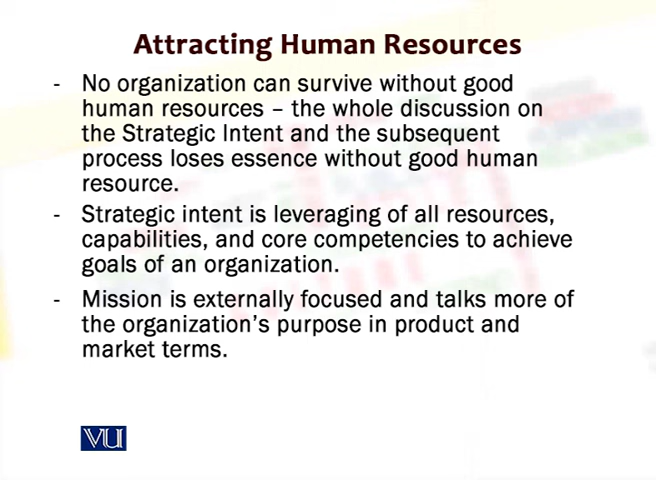 Attracting Human Resources
- No organization can survive without good
human resources – the whole discussion on
the Strategic Intent and the subsequent
process loses essence without good human
resource.
- Strategic intent is leveraging of all resources,
capabilities, and core competencies to achieve
goals of an organization.
- Mission is externally focused and talks more of
the organization's purpose in product and
market terms.
VU